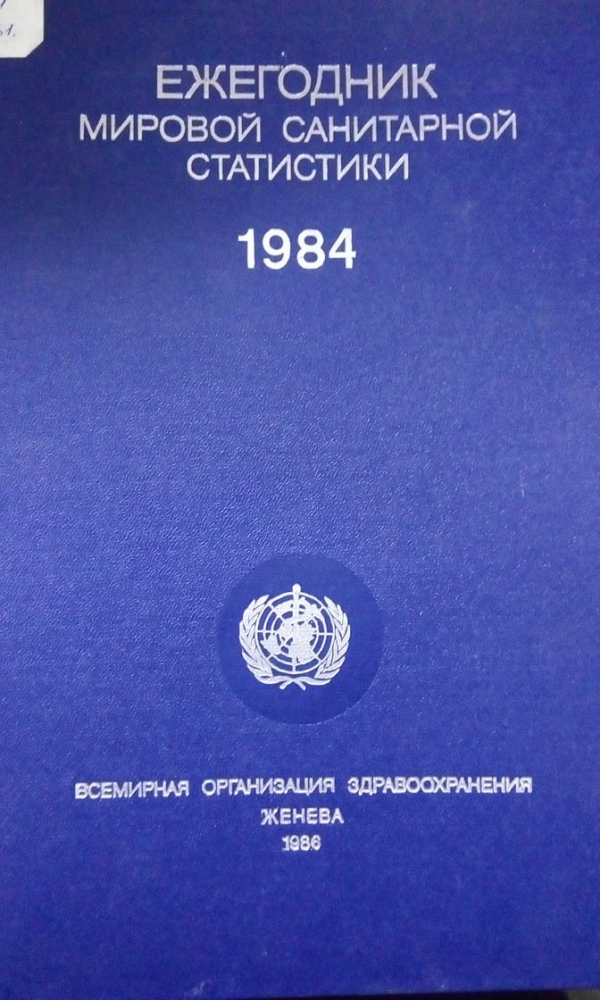 ЕЖЕГОДНИК
МИРОВОЙ САНИТАРНОЙ
СТАТИСТИКИ
1984
ВСЕМИРНАЯ ОРГАНИЗАЦИЯ ЗДРАВООХРАНЕНИЯ
ЖЕНЕВА
1986